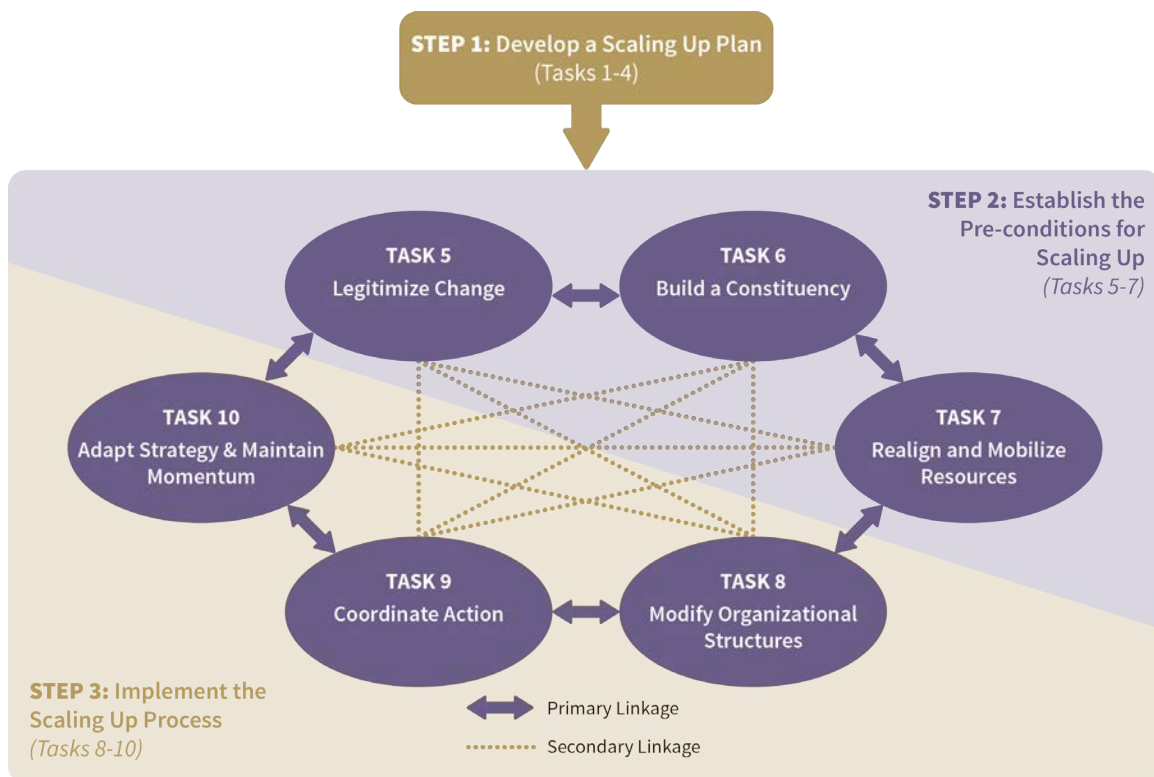 STEP 1: Develop a Scaling Up Plan
(Tasks 1-4)
STEP 2: Establish the
Pre-conditions for
Scaling Up
(Tasks 5-7)
TASK 5
Legitimize Change
TASK 6
Build a Constituency
TASK 10
Adapt Strategy & Maintain
Momentum
TASK 7
Realign and Mobilize
Resources
TASK 9
Coordinate Action
TASK 8
Modify Organizational
Structures
STEP 3: Implement the
Scaling Up Process
(Tasks 8-10)
Primary Linkage
Secondary Linkage